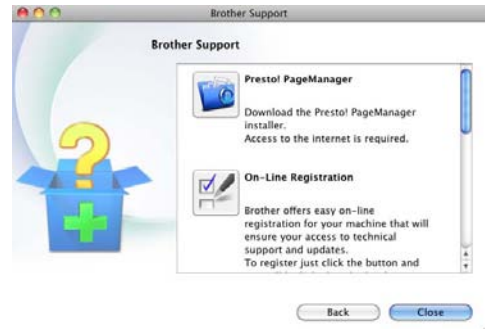 Brother Support
Brother Support
Presto! PageManager
Download the Presto! PageManager
installer.
Access to the internet is required.
On-Line Registration
Brother offers easy on-line
registration for your machine that will
ensure your access to technical
support and updates.
To register just click the button and
Back
Close